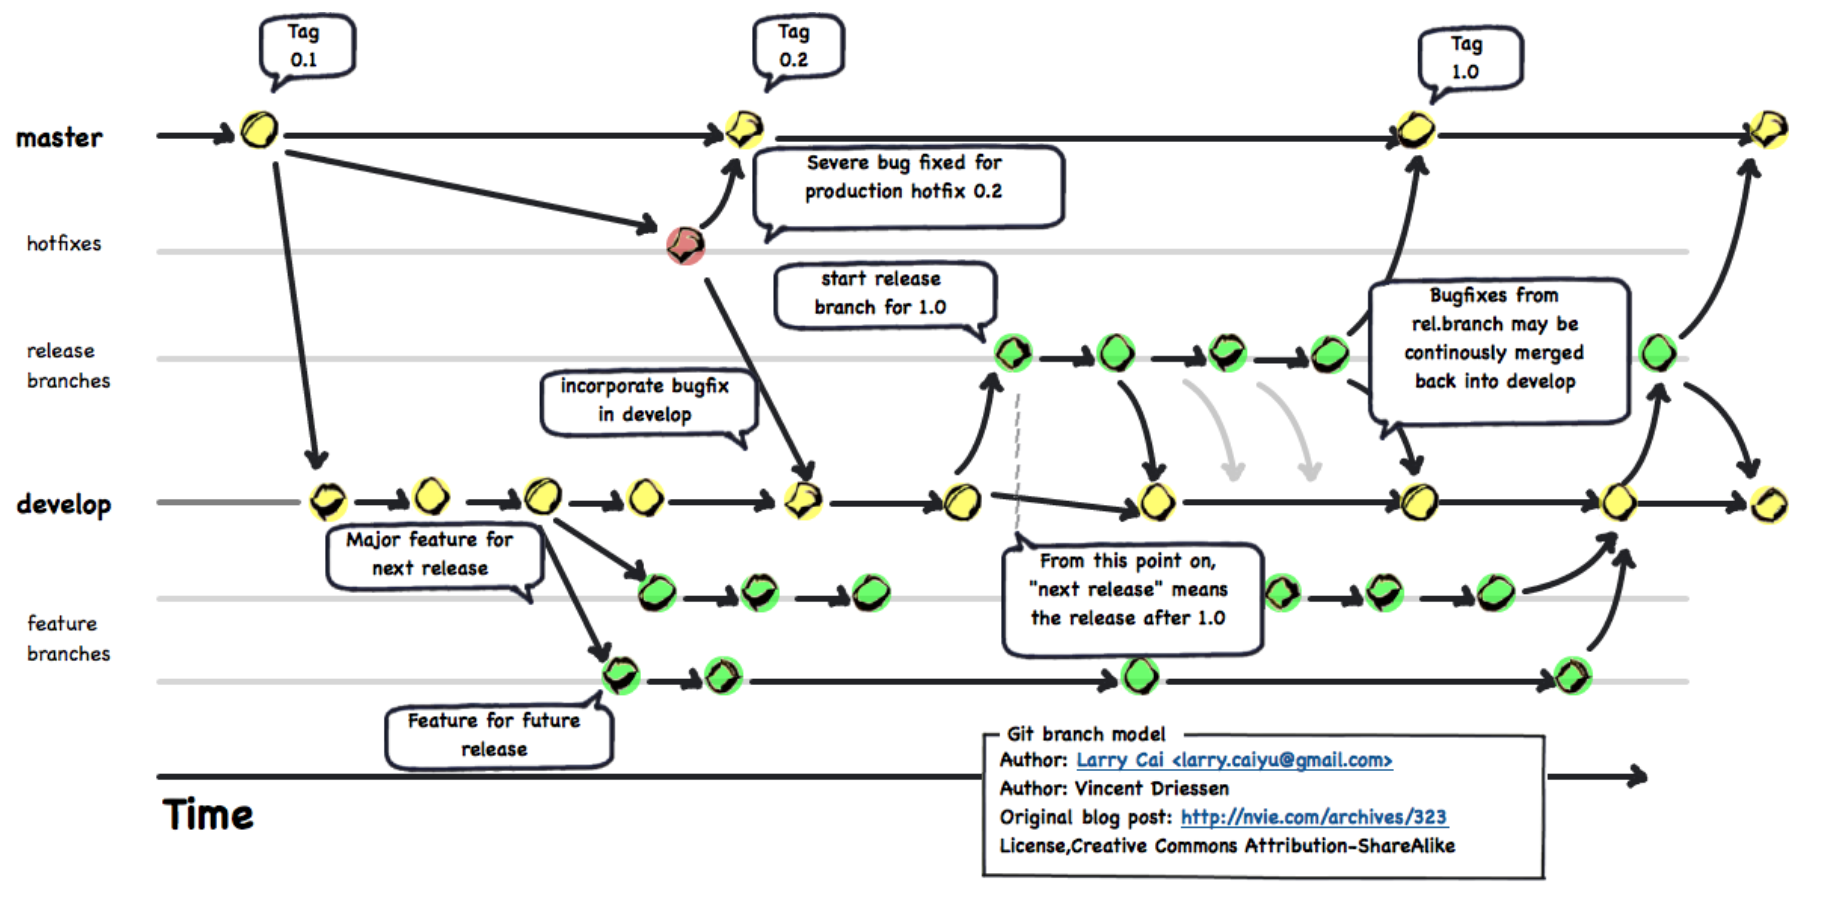 Tag
0.1
Tag
0.2
Tag
1.0
master
Severe bug fixed for
production hotfix 0.2
hotfixes
start release
branch for 1.0
Bugfixes from
rel.branch may be
continously merged
back into develop
release
branches
incorporate bugfix
in develop
develop
Major feature for
next release
From this point on,
"next release" means
the release after 1.0
feature
branches
Feature for future
release
Git branch model
Author: Larry Cai <larry.caiyu@gmail.com>
Author: Vincent Driessen
Original blog post: http://nvie.com/archives/323
License,Creative Commons Attribution-ShareAlike
Time